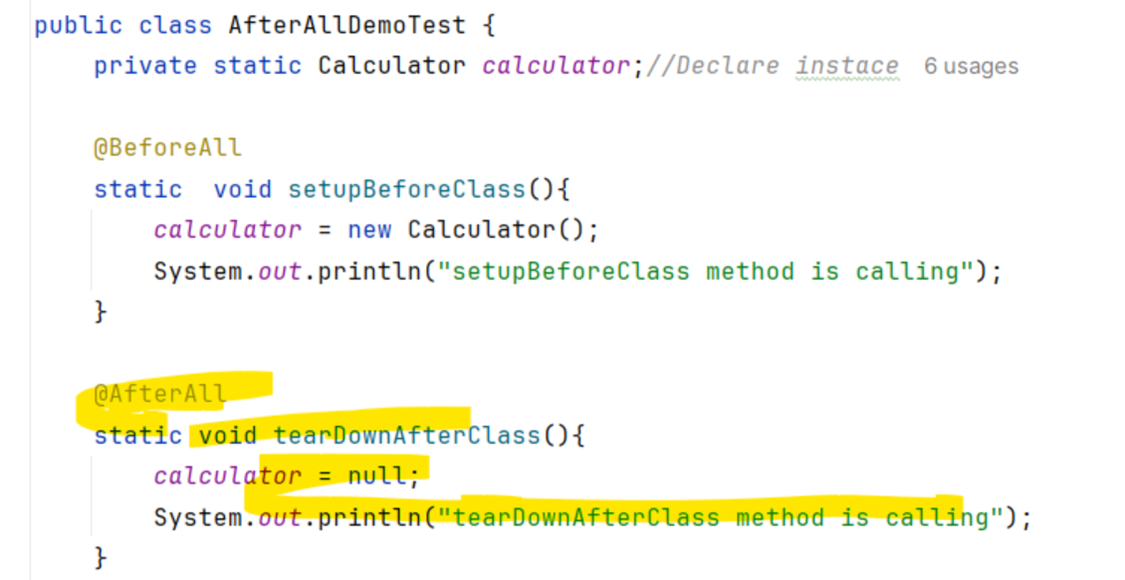 public class AfterAllDemoTest {
private static Calculator calculator;//Declare instace 6 usages
@BeforeAll
static  void setupBeforeClass(){
calculator = new Calculator();
System.out.println("setupBeforeClass method is calling");
}
@AfterAll
static void tearDownAfterClass(){
calculator = null;
System.out.println("tearDownAfterClass method is calling");
}